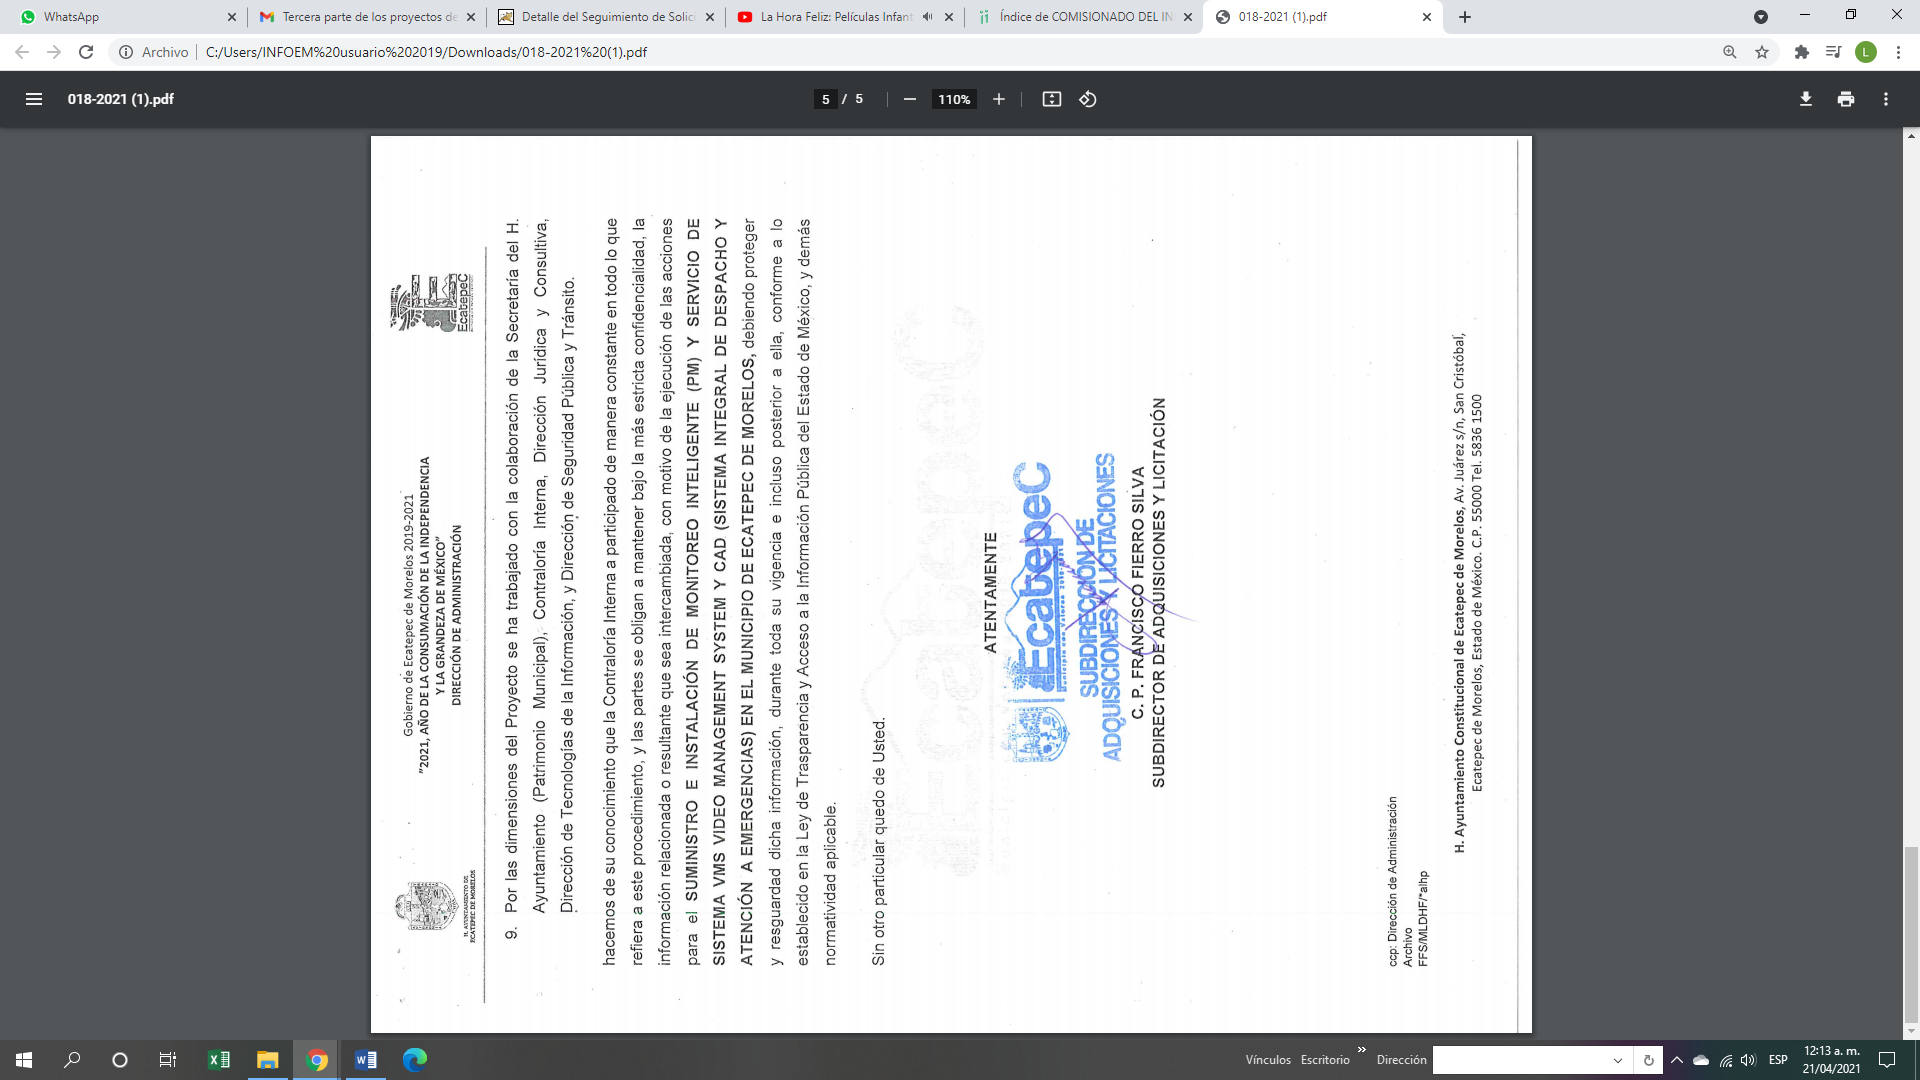 WhatsApp
Tercera parte de los proyectos de
Detalle del Seguimiento de Solici
La Hora Feliz: Películas Infant
Índice de COMISIONADO DEL IN
018-2021 (1).pdf
Archivo
C:/Users/INFOEM%20usuario%202019/Downloads/018-2021%20(1).pdf
L
018-2021 (1).pdf
5 / 5
110%
H. AYUNTAMIENTO DE
ECATEPEC DE MORELOS
Gobierno de Ecatepec de Morelos 2019-2021
"2021, AÑO DE LA CONSUMACIÓN DE LA INDEPENDENCIA
Y LA GRANDEZA DE MÉXICO"
DIRECCIÓN DE ADMINISTRACIÓN
Ecatepec
9. Por las dimensiones del Proyecto se ha trabajado con la colaboración de la Secretaría del H.
Ayuntamiento (Patrimonio Municipal), Contraloría Interna, Dirección Jurídica y Consultiva,
Dirección de Tecnologías de la Información, y Dirección de Seguridad Pública y Tránsito.
hacemos de su conocimiento que la Contraloría Interna a participado de manera constante en todo lo que
refiera a este procedimiento, y las partes se obligan a mantener bajo la más estricta confidencialidad, la
información relacionada o resultante que sea intercambiada, con motivo de la ejecución de las acciones
para el SUMINISTRO E INSTALACIÓN DE MONITOREO INTELIGENTE (PM) Y SERVICIO DE
SISTEMA VMS VIDEO MANAGEMENT SYSTEM Y CAD (SISTEMA INTEGRAL DE DESPACHO Y
ATENCIÓN A EMERGENCIAS) EN EL MUNICIPIO DE ECATEPEC DE MORELOS, debiendo proteger
y resguardad dicha información, durante toda su vigencia e incluso posterior a ella, conforme a lo
establecido en la Ley de Trasparencia y Acceso a la Información Pública del Estado de México, y demás
normatividad aplicable.
Sin otro particular quedo de Usted.
ATENTAMENTE
Ecatepec
SUBDIRECCIÓN DE
ADQUISICIONES Y LICITACIONES
C. P. FRANCISCO FIERRO SILVA
SUBDIRECTOR DE ADQUISICIONES Y LICITACIÓN
ccp: Dirección de Administración
Archivo
FFS/MLDHF/*alhp
H. Ayuntamiento Constitucional de Ecatepec de Morelos, Av. Juárez s/n, San Cristóbal,
Ecatepec de Morelos, Estado de México. C.P. 55000 Tel. 5836 1500
Vínculos
Escritorio
»
Dirección
ESP
12:13 a. m.
21/04/2021